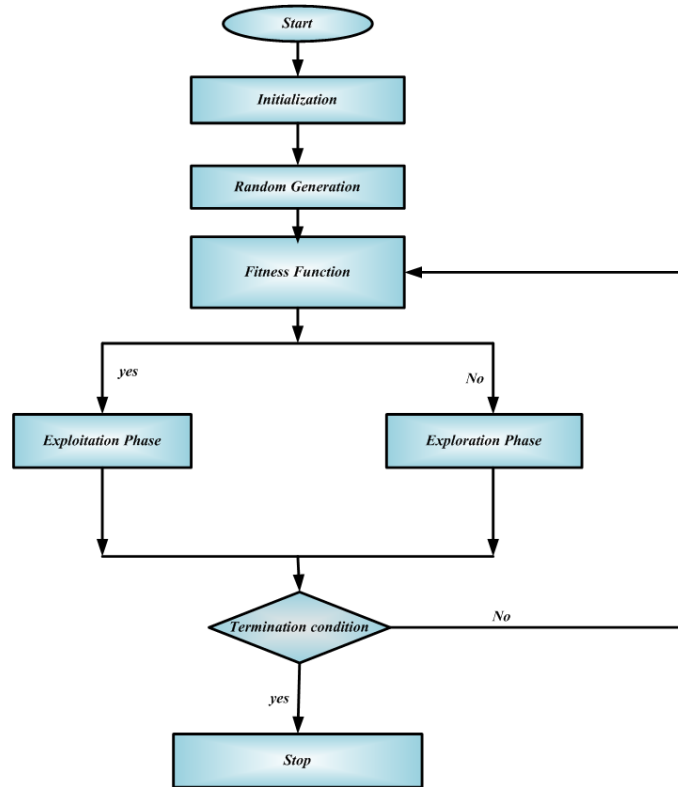 Start
Initialization
Random Generation
Fitness Function
yes
No
Exploitation Phase
Exploration Phase
Termination condition
No
yes
Stop